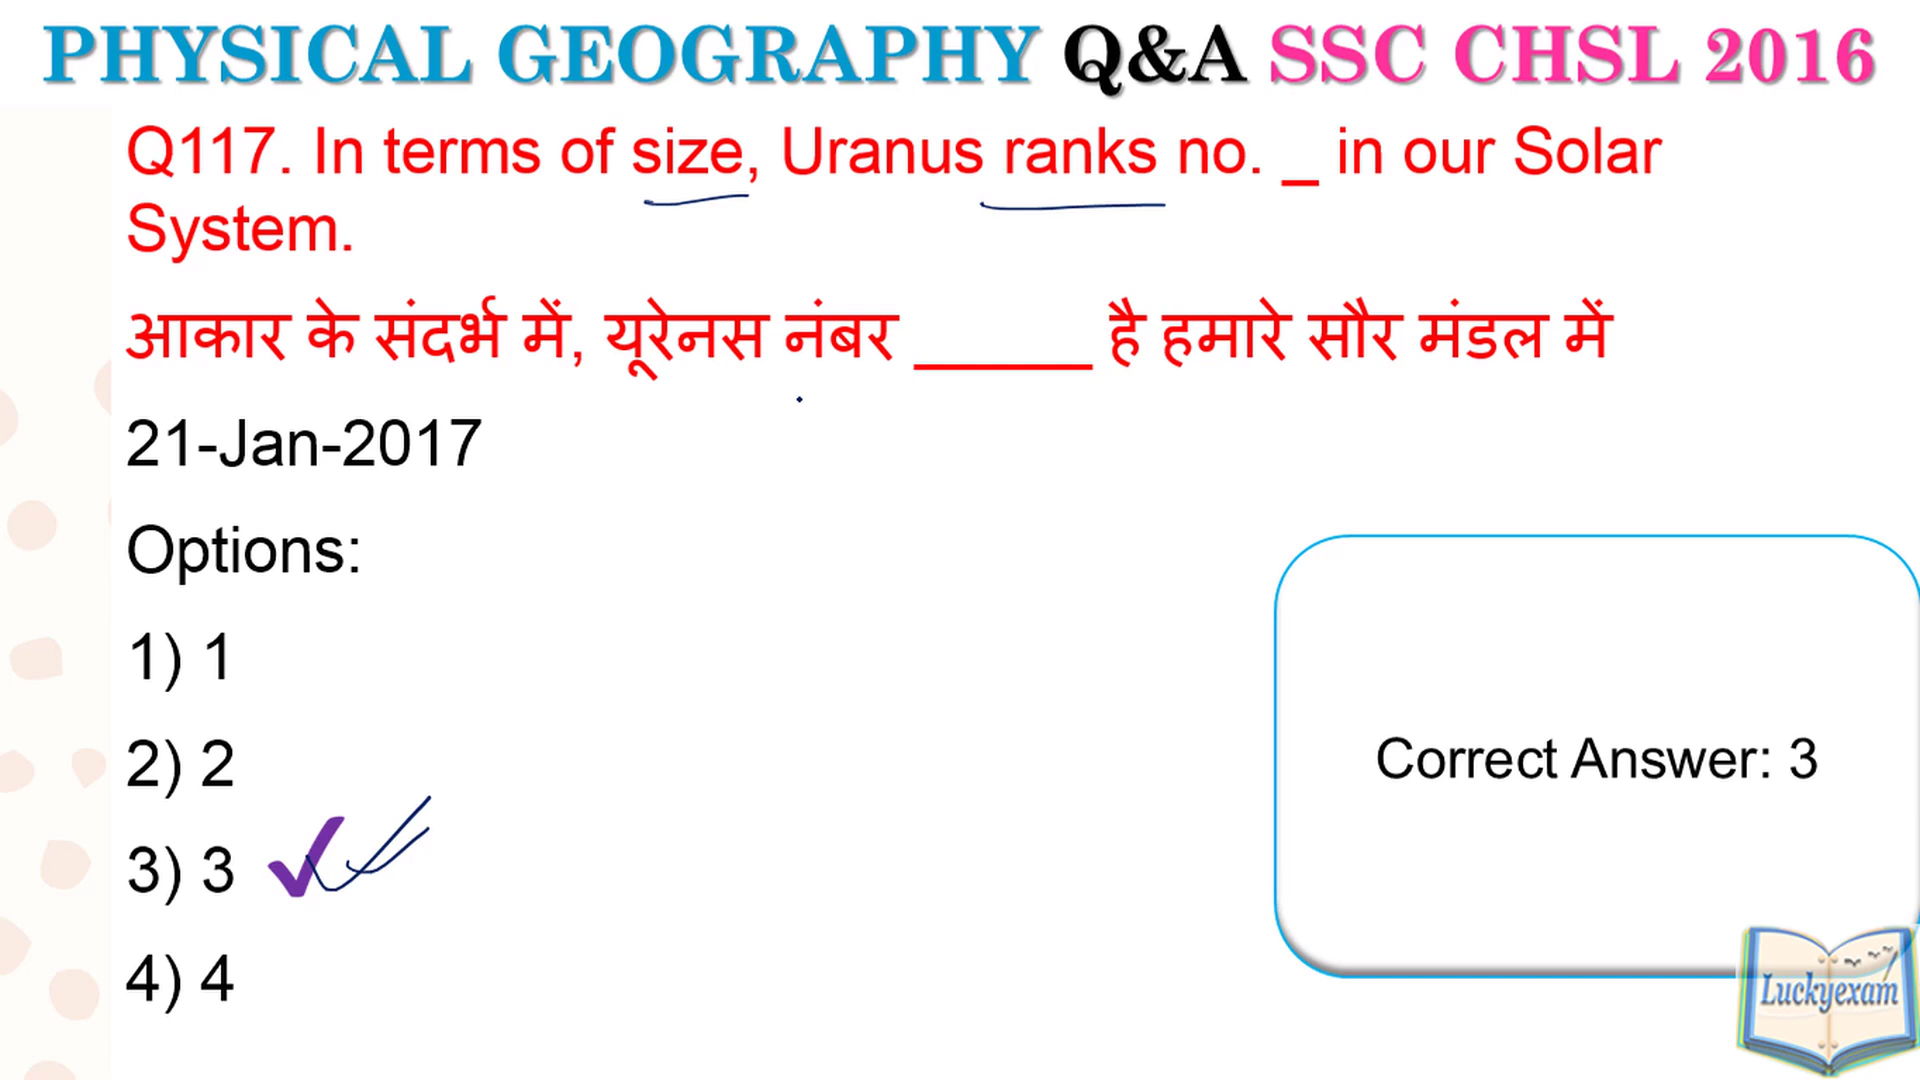 PHYSICAL GEOGRAPHY Q&A SSC CHSL 2016
Q117. In terms of size, Uranus ranks no. _ in our Solar
System.
आकार के संदर्भ में, यूरेनस नंबर _____ है हमारे सौर मंडल में
21-Jan-2017
Options:
1) 1
2) 2
3) 3
4) 4
Correct Answer: 3
Luckyexam